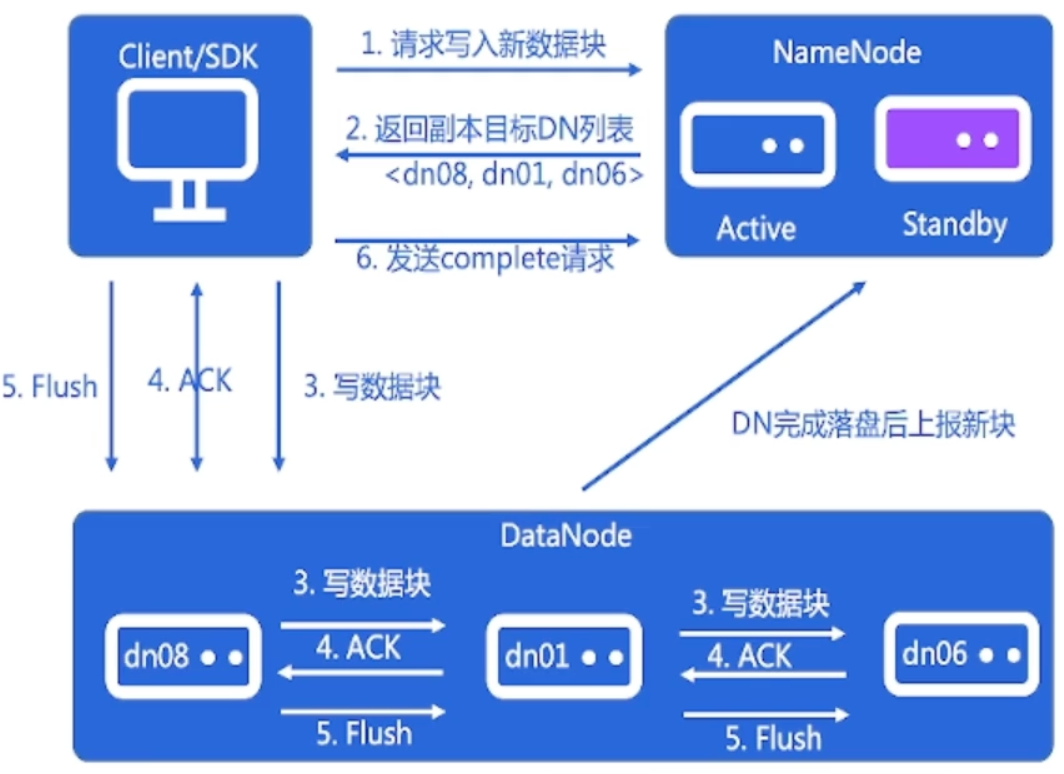 Client/SDK
1. 请求写入新数据块
NameNode
2. 返回副本目标DN列表
<dn08, dn01, dn06>
Active
Standby
6. 发送complete请求
5. Flush
4. ACK
3. 写数据块
DN完成落盘后上报新块
DataNode
3. 写数据块
3. 写数据块
dn08
4. ACK
dn01
4. ACK
dn06
5. Flush
5. Flush